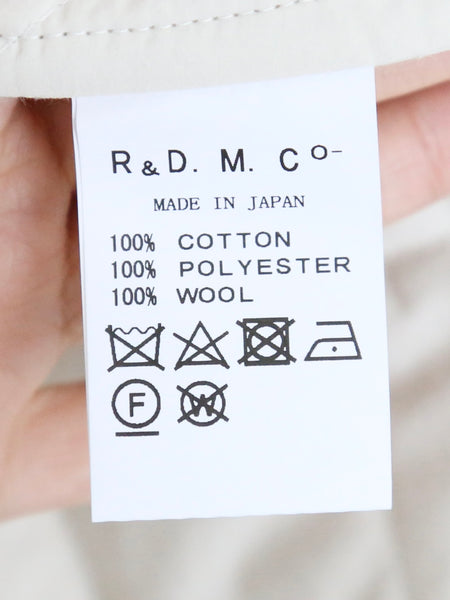 R & D. M. Co-
MADE IN JAPAN
100% COTTON
100% POLYESTER
100% WOOL
F W